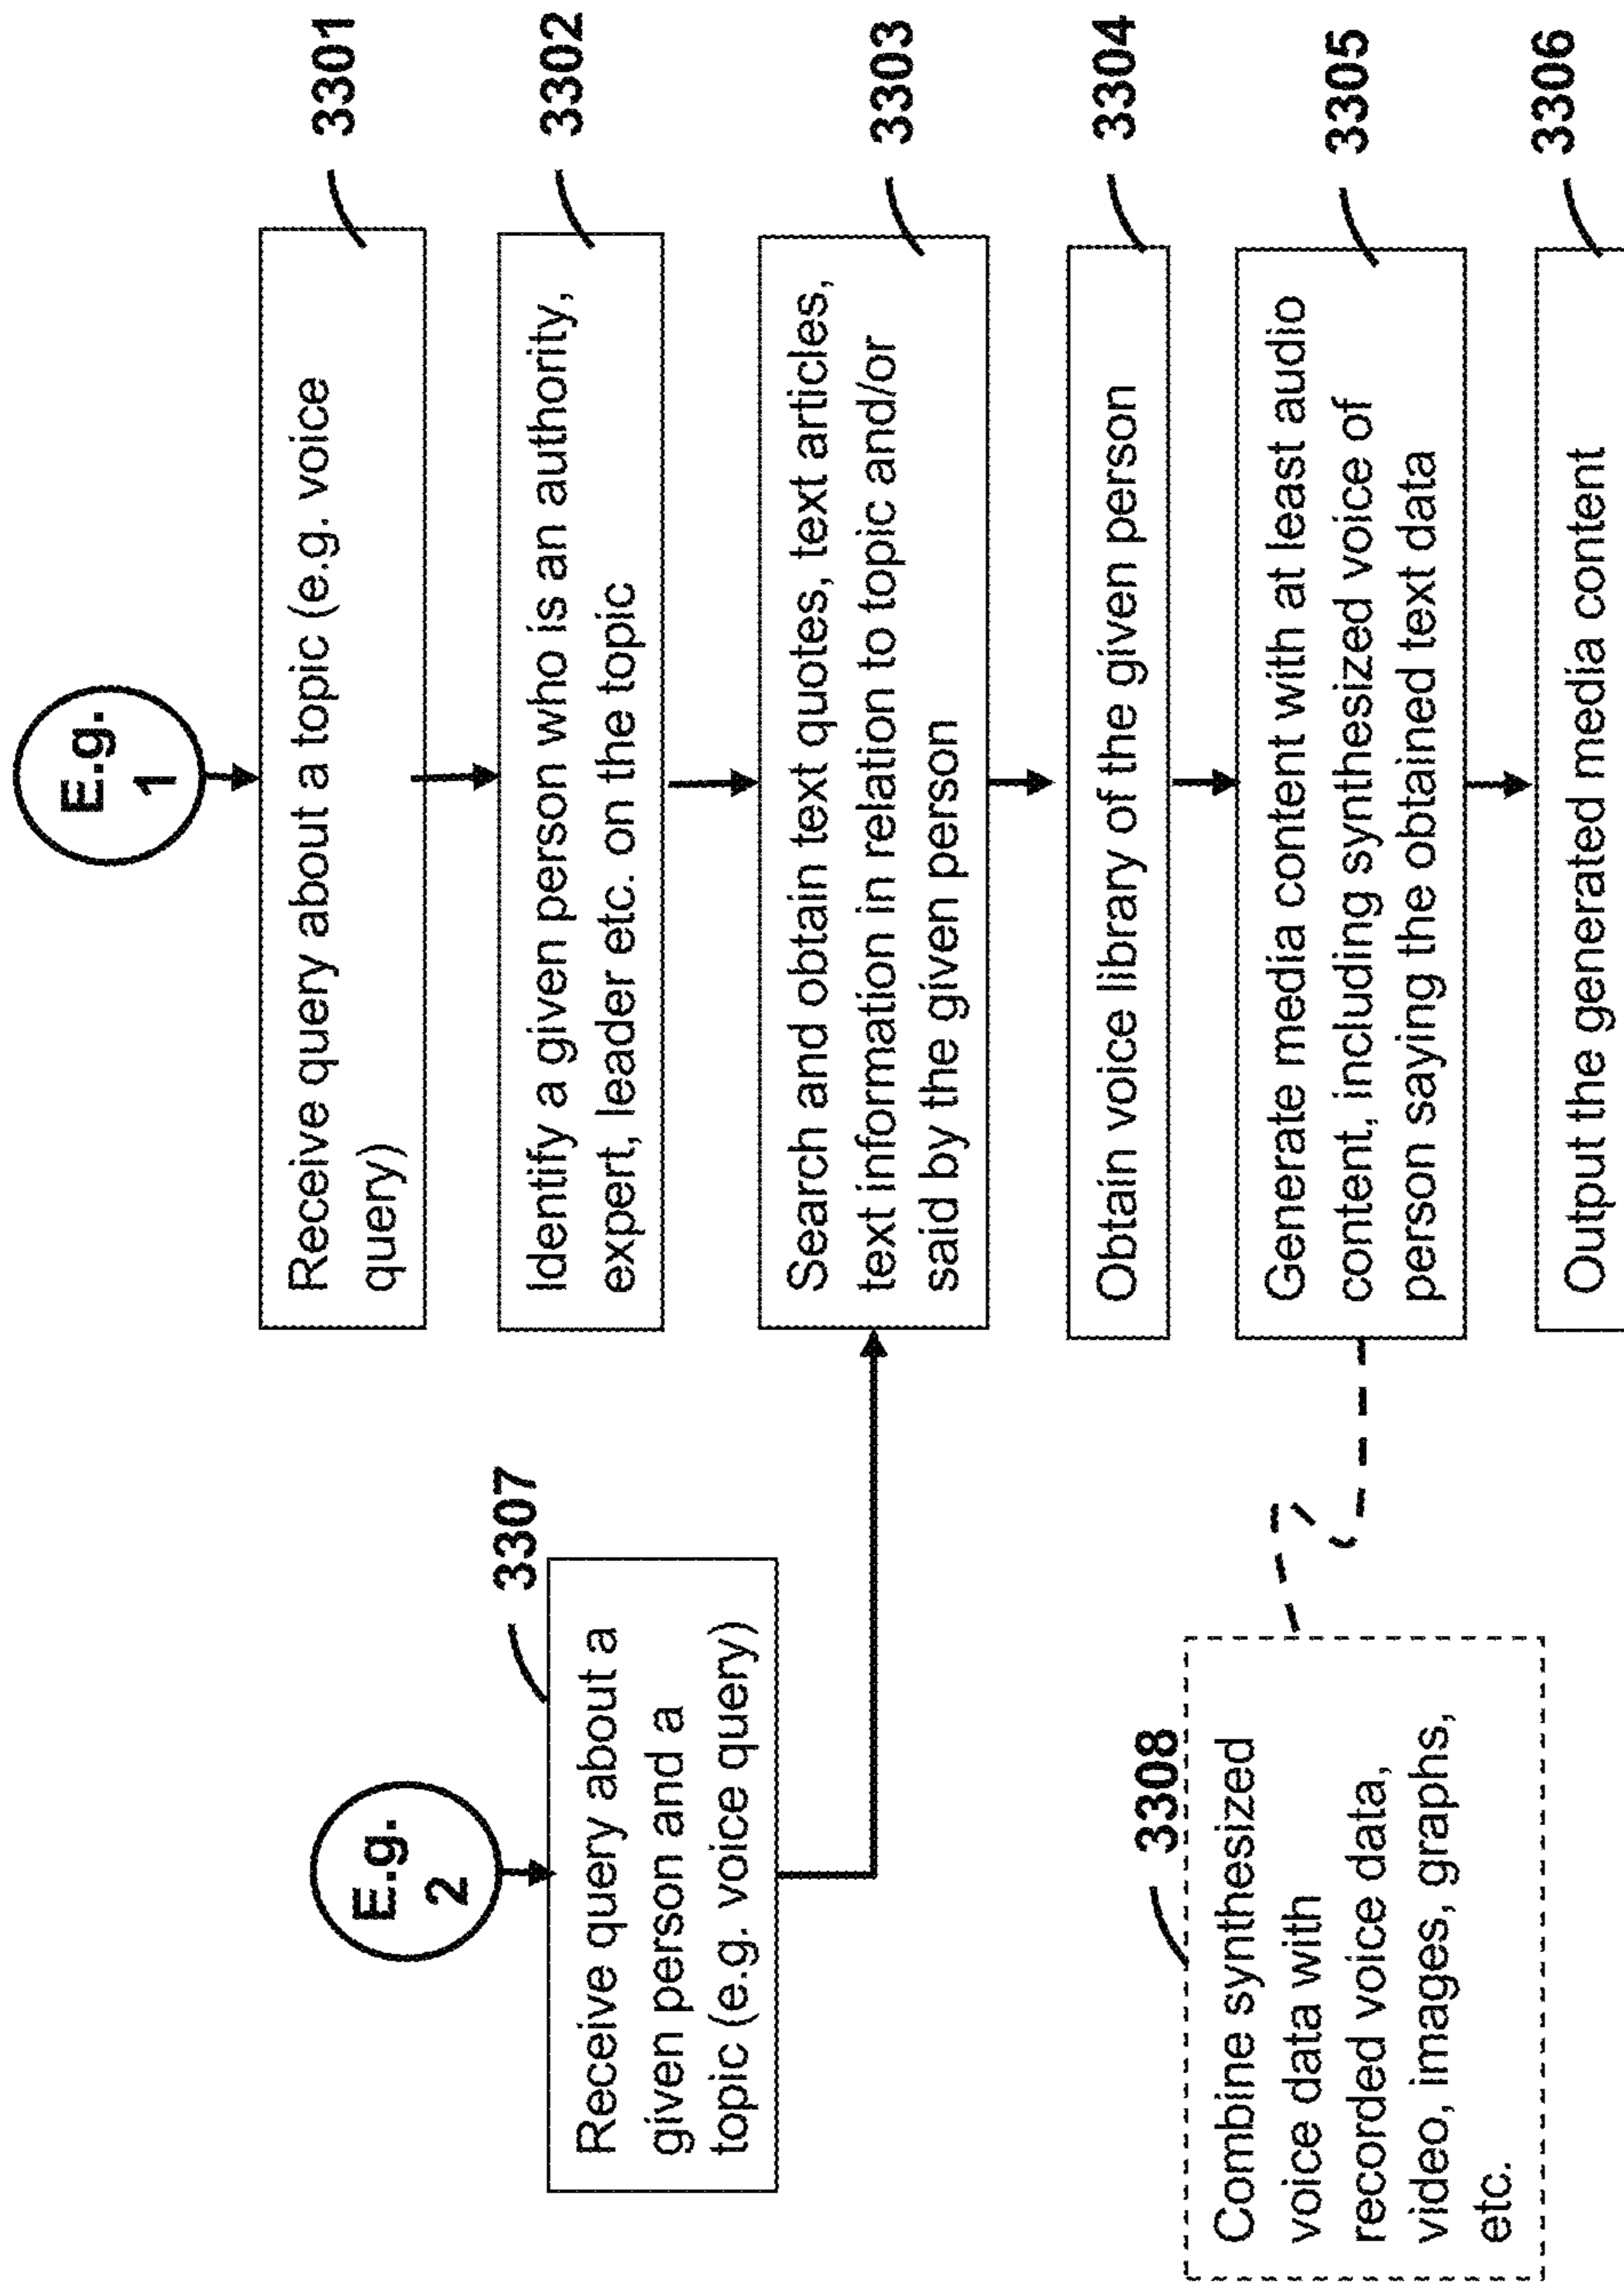 E.g.
1
Receive query about a topic (e.g. voice
query)
3301
Identify a given person who is an authority,
expert, leader etc. on the topic
3302
Search and obtain text quotes, text articles,
text information in relation to topic and/or
said by the given person
3303
Obtain voice library of the given person
3304
Generate media content with at least audio
content, including synthesized voice of
person saying the obtained text data
3305
Output the generated media content
3306
E.g.
2
3307
Receive query about a
given person and a
topic (e.g. voice query)
3308
Combine synthesized
voice data with
recorded voice data,
video, images, graphs,
etc.